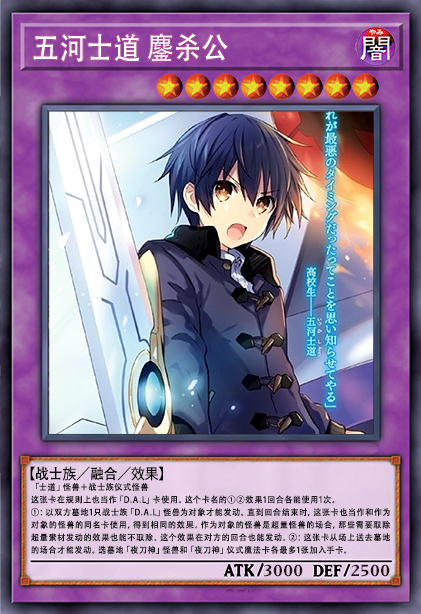 五河士道 鏖杀公
やみ
闇
れが最悪のタイミングだったってことを思い知らせてやる」
高校生――五河士道
【战士族／融合／效果】
「士道」怪兽＋战士族仪式怪兽
这张卡在规则上也当作「D.A.L」卡使用。这个卡名的①②效果1回合各能使用1次。
①：以双方墓地1只战士族「D.A.L」怪兽为对象才能发动。直到回合结束时，这张卡也当作和作为
对象的怪兽的同名卡使用，得到相同的效果。作为对象的怪兽是超量怪兽的场合，那些需要取除
超量素材发动的效果也能不取除。这个效果在对方的回合也能发动。②：这张卡从场上送去墓地
的场合才能发动。选墓地「夜刀神」怪兽和「夜刀神」仪式魔法卡各最多1张加入手卡。
ATK/3000 DEF/2500